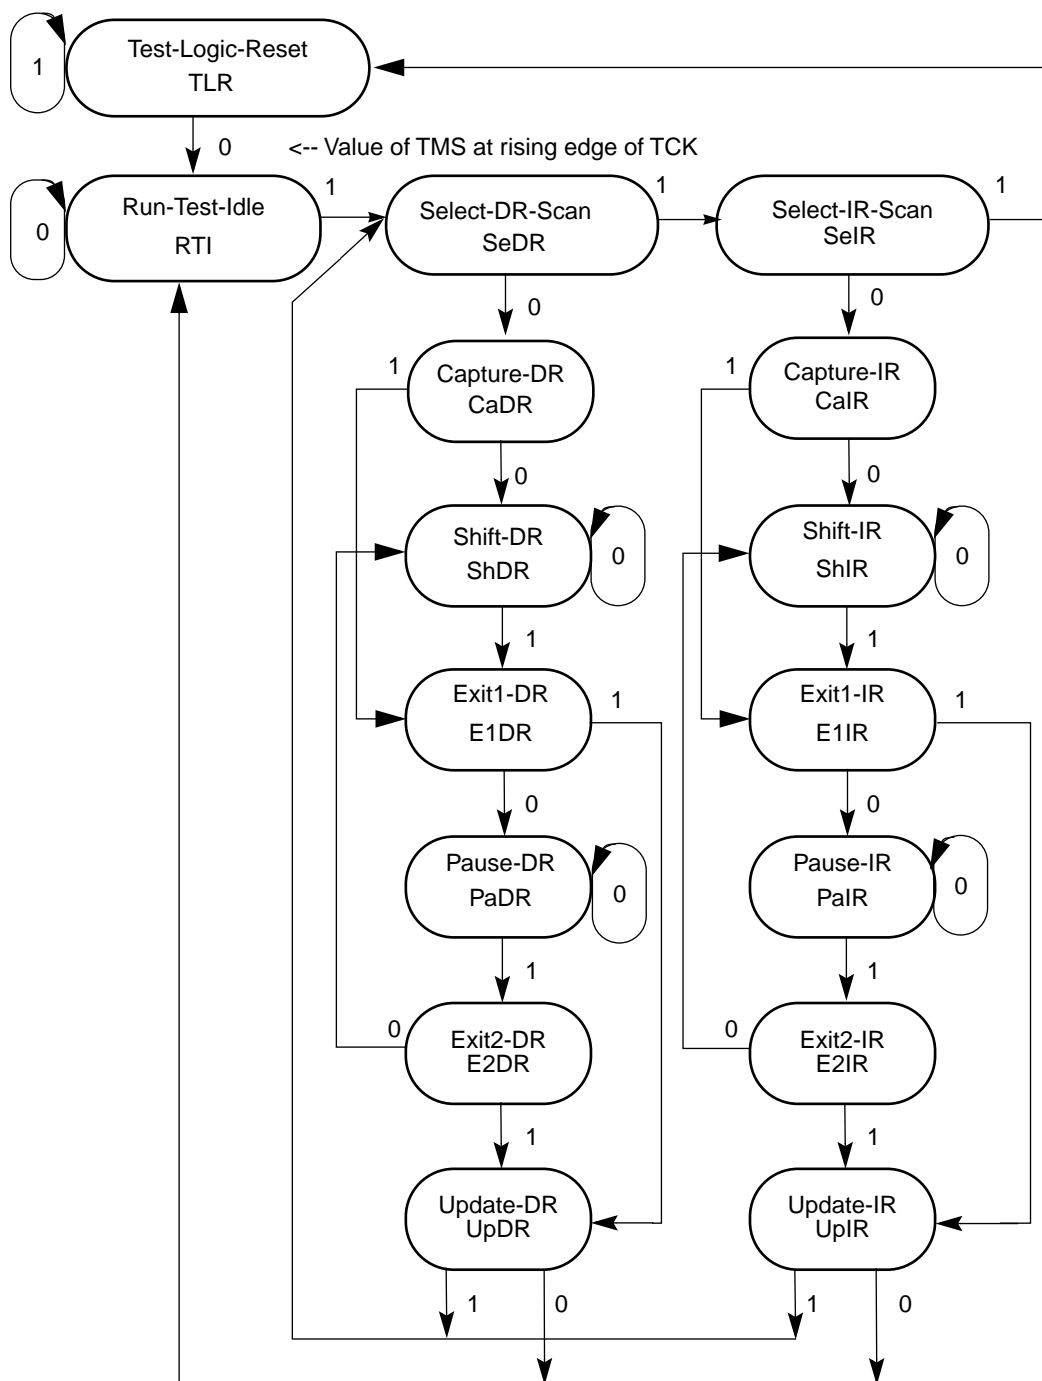 Test-Logic-Reset
TLR
1
0
<-- Value of TMS at rising edge of TCK
Run-Test-Idle
RTI
0
1
Select-DR-Scan
SeDR
1
Select-IR-Scan
SeIR
1
0
0
1
Capture-DR
CaDR
1
Capture-IR
CaIR
0
0
Shift-DR
ShDR
0
Shift-IR
ShIR
0
1
1
Exit1-DR
E1DR
1
Exit1-IR
E1IR
1
0
0
Pause-DR
PaDR
0
Pause-IR
PaIR
0
1
1
0
Exit2-DR
E2DR
0
Exit2-IR
E2IR
1
1
Update-DR
UpDR
Update-IR
UpIR
1
0
1
0